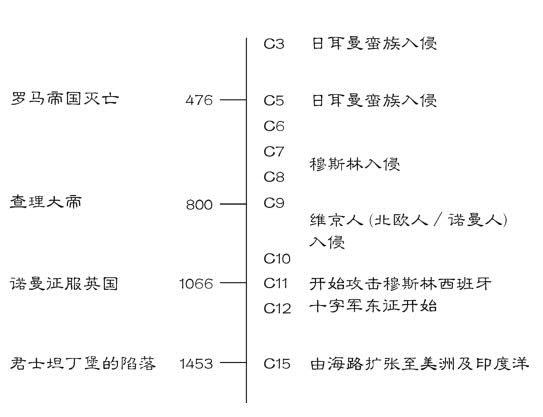 C3 日耳曼蛮族入侵
罗马帝国灭亡 476 C5 日耳曼蛮族入侵
C6
C7
穆斯林入侵
C8
查理大帝 800 C9
维京人(北欧人/诺曼人)
入侵
C10
诺曼证服英国 1066 C11 开始攻击穆斯林西班牙
C12 十字军东证开始
君士坦丁堡的陷落 1453 C15 由海路扩张至美洲及印度洋